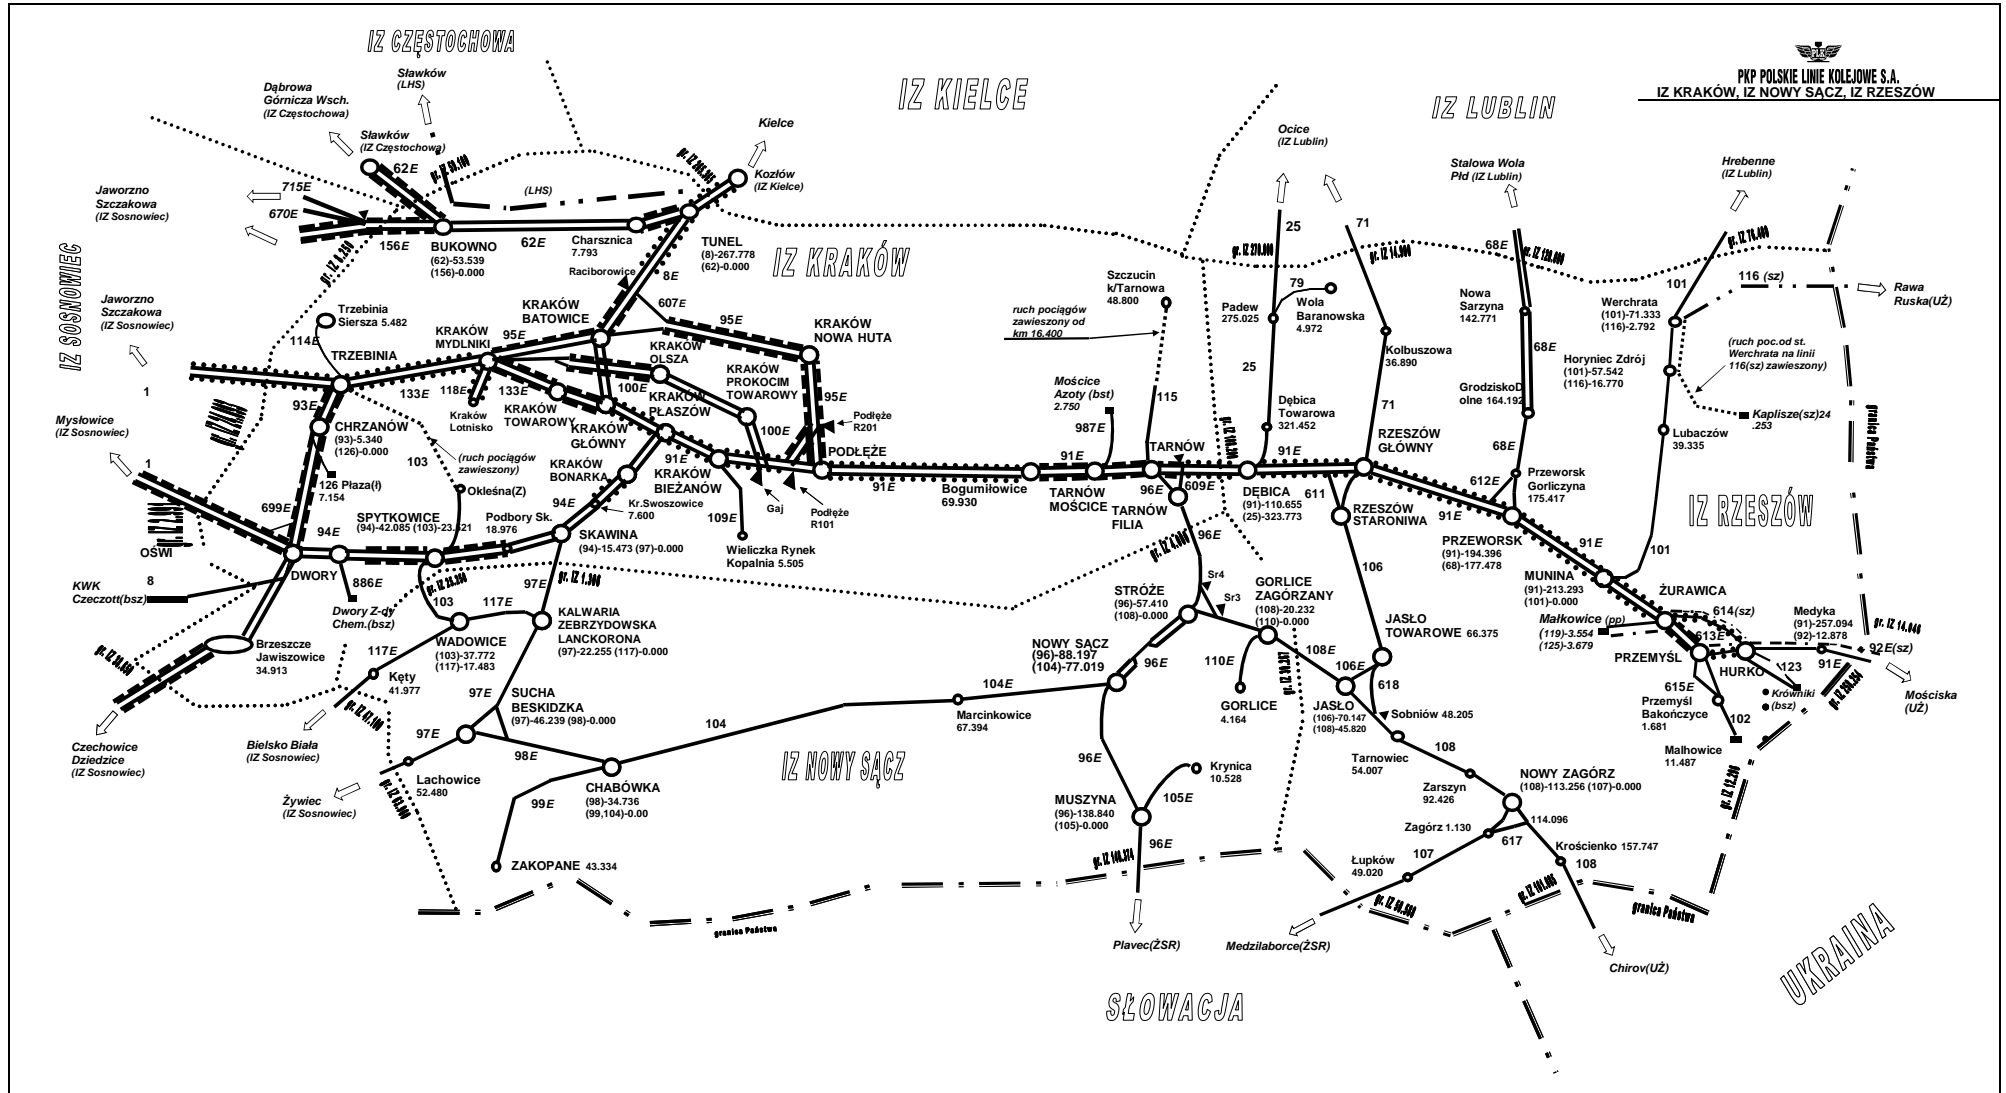 IZ CZĘSTOCHOWA
Sławków
(LHS)
Dąbrowa
Górnicza Wsch.
(IZ Częstochowa)
Sławków
(IZ Częstochowa)
IZ KIELCE
IZ LUBLIN
PKP POLSKIE LINIE KOLEJOWE S.A.
IZ KRAKÓW, IZ NOWY SĄCZ, IZ RZESZÓW
Kielce
Kozłów
(IZ Kielce)
Ocice
(IZ Lublin)
Stalowa Wola
Płd (IZ Lublin)
Hrebenne
(IZ Lublin)
Jaworzno
Szczakowa
(IZ Sosnowiec)
715E
670E
62E
(LHS)
156E
BUKOWNO
(62)-53.539
(156)-0.000
62E
Charsznica
7.793
TUNEL
(8)-267.778
(62)-0.000
IZ KRAKÓW
IZ SOSNOWIEC
Raciborowice
8E
607E
25
71
gr. IZ 14.900
68E
gr. IZ 76.400
116 (sz)
101
Rawa
Ruska(UŻ)
Jaworzno
Szczakowa
(IZ Sosnowiec)
Trzebinia
Siersza 5.482
114E
TRZEBINIA
KRAKÓW
MYDLNIKI
95E
KRAKÓW
BATOWICE
95E
KRAKÓW
NOWA HUTA
ruch pociągów
zawieszony od
km 16.400
Szczucin
k/Tarnowa
48.800
79
Padew
275.025
Wola
Baranowska
4.972
Kolbuszowa
36.890
Nowa
Sarzyna
142.771
68E
GrodziskoD
olne 164.192
Werchrata
(101)-71.333
(116)-2.792
Horyniec Zdrój
(101)-57.542
(116)-16.770
(ruch poc.od st.
Werchrata na linii
116(sz) zawieszony)
Kaplisze(sz)24
.253
granica Państwa
1
133E
118E
Kraków
Lotnisko
133E
KRAKÓW
TOWAROWY
KRAKÓW
OLSZA
100E
KRAKÓW
PŁASZÓW
KRAKÓW
PROKOCIM
TOWAROWY
95E
Podłęże
R201
100E
KRAKÓW
GŁÓWNY
Mościce
Azoty (bst)
2.750
987E
115
25
Dębica
Towarowa
321.452
71
RZESZÓW
GŁÓWNY
68E
Lubaczów
39.335
Mysłowice
(IZ Sosnowiec)
1
93E
CHRZANÓW
(93)-5.340
(126)-0.000
126 Płaza(ł)
7.154
103
(ruch pociągów
zawieszony)
Okleśna(Z)
KRAKÓW
BONARKA
91E
KRAKÓW
BIEŻANÓW
PODŁĘŻE
91E
Gaj
Podłęże
R101
Bogumiłowice
69.930
91E
TARNÓW
MOŚCICE
TARNÓW
96E
609E
TARNÓW
FILIA
DĘBICA
(91)-110.655
(25)-323.773
91E
611
RZESZÓW
STARONIWA
612E
Przeworsk
Gorliczyna
175.417
IZ RZESZÓW
699E
94E
SPYTKOWICE
(94)-42.085 (103)-23.521
Podbory Sk.
18.976
94E
Kr.Swoszowice
7.600
SKAWINA
(94)-15.473 (97)-0.000
109E
Wieliczka Rynek
Kopalnia 5.505
91E
PRZEWORSK
(91)-194.396
(68)-177.478
91E
101
OŚWI
DWORY
KWK
Czeczott(bsz)
8
886E
Dwory Z-dy
Chem.(bsz)
103
117E
97E
gr. IZ 1.300
96E
MUNINA
(91)-213.293
(101)-0.000
ŻURAWICA
614(sz)
Medyka
(91)-257.094
(92)-12.878
Małkowice (pp)
(119)-3.554
(125)-3.679
613E
92E(sz)
91E
STRÓŻE
(96)-57.410
(108)-0.000
Sr4
Sr3
GORLICE
ZAGÓRZANY
(108)-20.232
(110)-0.000
106
JASŁO
TOWAROWE 66.375
KALWARIA
ZEBRZYDOWSKA
LANCKORONA
(97)-22.255 (117)-0.000
WADOWICE
(103)-37.772
(117)-17.483
117E
Brzeszcze
Jawiszowice
34.913
Kęty
41.977
gr. IZ 47.100
NOWY SĄCZ
(96)-88.197
(104)-77.019
96E
110E
GORLICE
4.164
108E
106E
618
JASŁO
(106)-70.147
(108)-45.820
Sobniów 48.205
PRZEMYŚL
HURKO
123
615E
Przemyśl
Bakończyce
1.681
102
Krówniki
(bsz)
Mościska
(UŻ)
Malhowice
11.487
97E
SUCHA
BESKIDZKA
(97)-46.239 (98)-0.000
104
104E
Marcinkowice
67.394
Czechowice
Dziedzice
(IZ Sosnowiec)
Bielsko Biała
(IZ Sosnowiec)
97E
Lachowice
52.480
98E
99E
CHABÓWKA
(98)-34.736
(99,104)-0.00
Żywiec
(IZ Sosnowiec)
ZAKOPANE 43.334
IZ NOWY SĄCZ
96E
Krynica
10.528
105E
MUSZYNA
(96)-138.840
(105)-0.000
96E
Tarnowiec
54.007
108
Zarszyn
92.426
NOWY ZAGÓRZ
(108)-113.256 (107)-0.000
114.096
Zagórz 1.130
617
Krościenko 157.747
108
107
Łupków
49.020
granica Państwa
granica Państwa
Plavec(ŻSR)
Medzilaborce(ŻSR)
Chirov(UŻ)
SŁOWACJA
UKRAINA